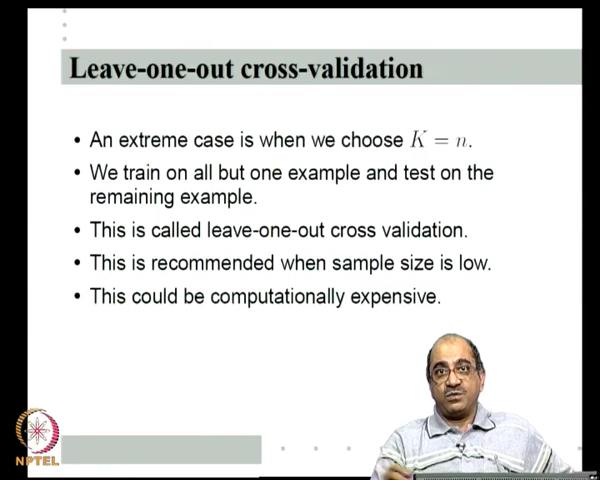 Leave-one-out cross-validation
• An extreme case is when we choose K = n.
• We train on all but one example and test on the
remaining example.
• This is called leave-one-out cross validation.
• This is recommended when sample size is low.
• This could be computationally expensive.
NPTEL